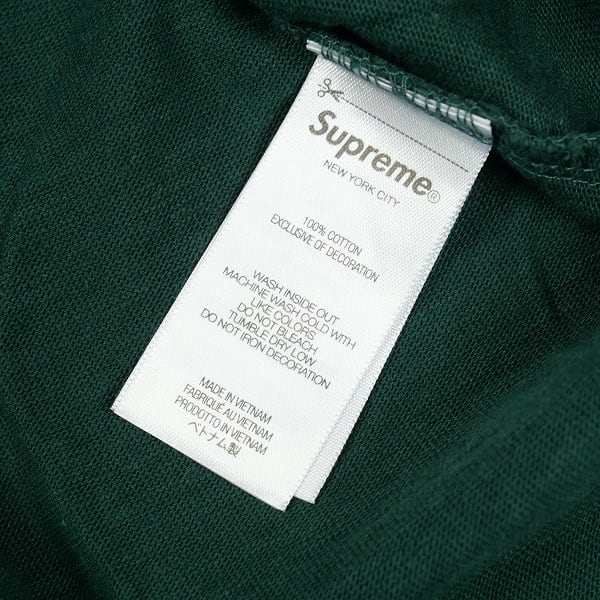 Supreme®
NEW YORK CITY
100% COTTON
EXCLUSIVE OF DECORATION
WASH INSIDE OUT
MACHINE WASH COLD WITH
LIKE COLORS
DO NOT BLEACH
TUMBLE DRY LOW
DO NOT IRON DECORATION
MADE IN VIETNAM
FABRIQUÉ AU VIETNAM
PRODOTTO IN VIETNAM
ベトナム製